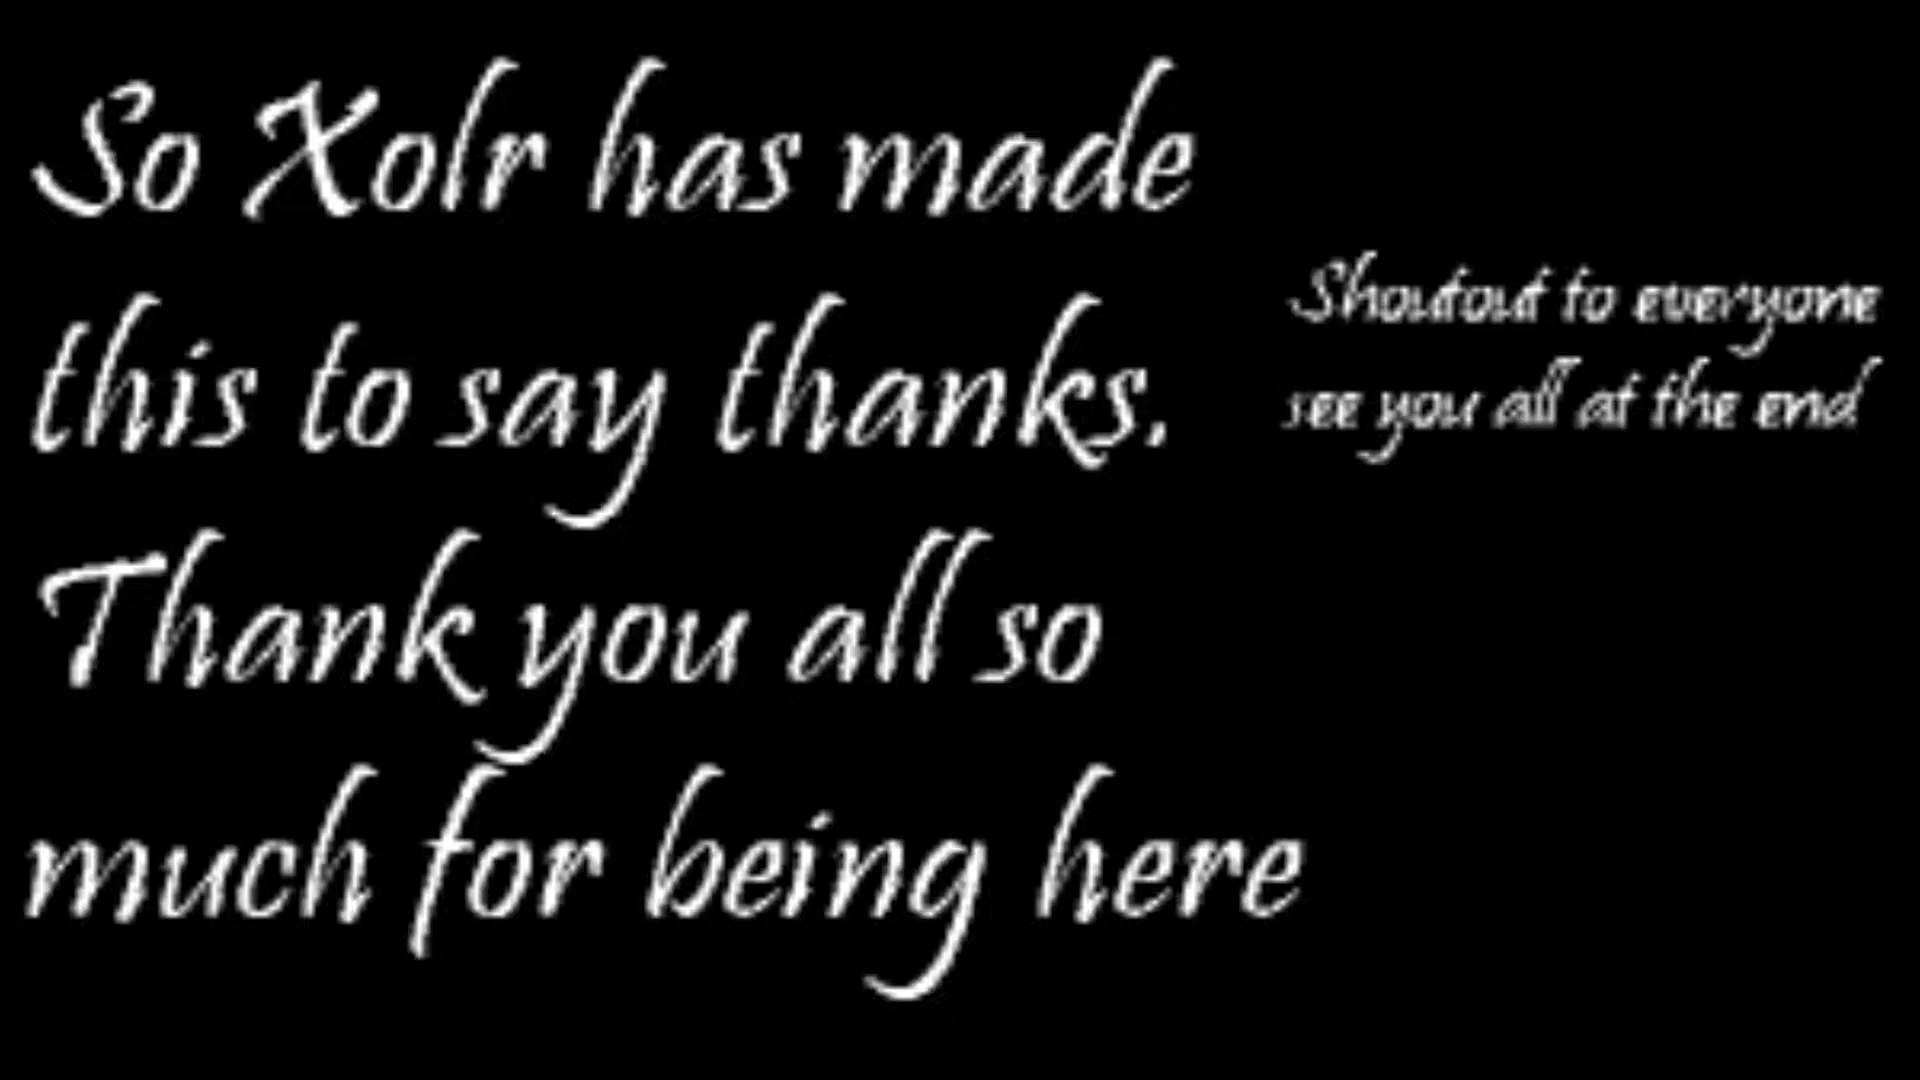 So Xolr has made
this to say thanks.
Thank you all so
much for being here
Shoutout to everyone
see you all at the end